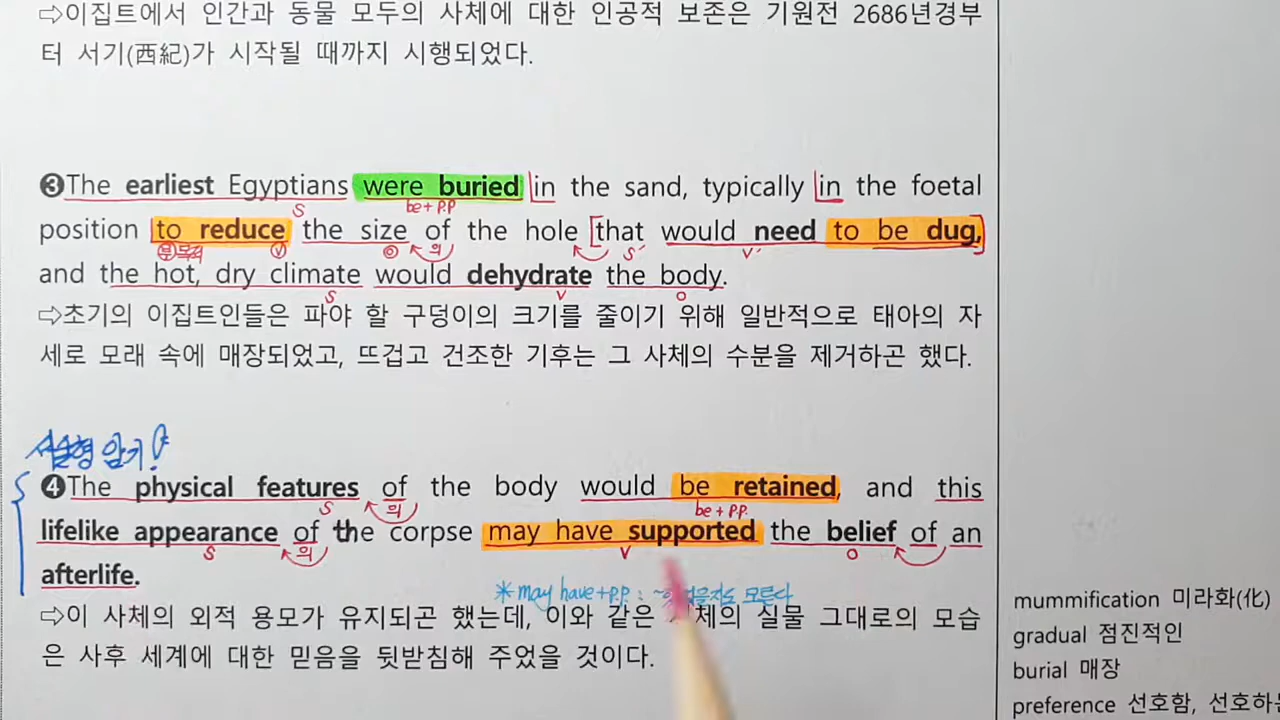 ⇨이집트에서 인간과 동물 모두의 사체에 대한 인공적 보존은 기원전 2686년경부
터 서기(西紀)가 시작될 때까지 시행되었다.
❸The earliest Egyptians were buried in the sand, typically in the foetal
S be+P.P
position to reduce the size of the hole [that would need to be dug,]
부 목적 V O 의 S' V'
and the hot, dry climate would dehydrate the body.
S V O
⇨초기의 이집트인들은 파야 할 구덩이의 크기를 줄이기 위해 일반적으로 태아의 자
세로 모래 속에 매장되었고, 뜨겁고 건조한 기후는 그 사체의 수분을 제거하곤 했다.
서술형 암기!
❹The physical features of the body would be retained, and this
S 의 be+P.P.
lifelike appearance of the corpse may have supported the belief of an
S 의 V O
afterlife.
*may have+P.P. : 모른다
⇨이 사체의 외적 용모가 유지되곤 했는데, 이와 같은 실물 그대로의 모습
은 사후 세계에 대한 믿음을 뒷받침해 주었을 것이다.
mummification 미라화(化)
gradual 점진적인
burial 매장
preference 선호함,